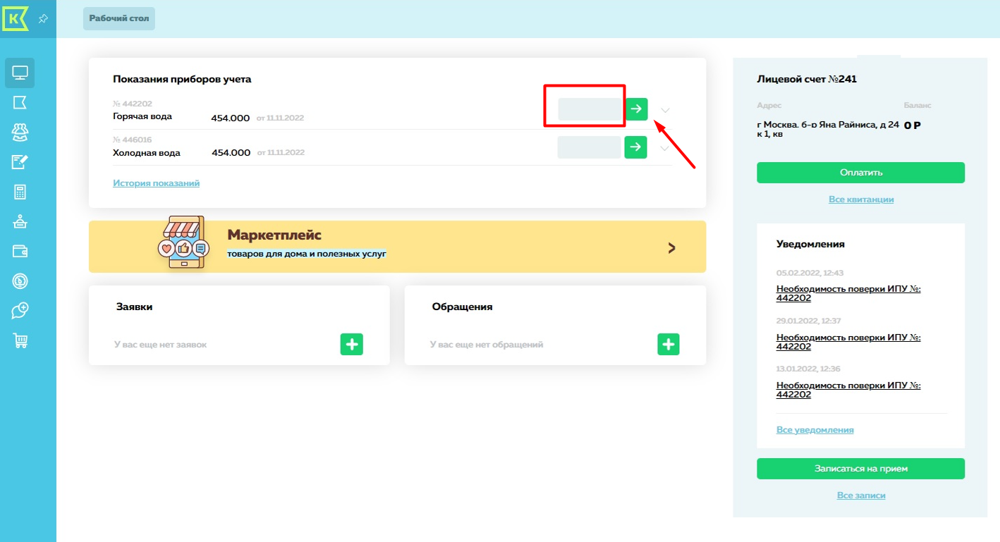 K
Рабочий стол
Показания приборов учета
№ 442202
Горячая вода 454.000 от 11.11.2022
№ 446016
Холодная вода 454.000 от 11.11.2022
История показаний
Маркетплейс
товаров для дома и полезных услуг
Заявки
У вас еще нет заявок
Обращения
У вас еще нет обращений
Лицевой счет №241
Адрес Баланс
г Москва. б-р Яна Райниса, д 24 0 Р
к 1, кв
Оплатить
Все квитанции
Уведомления
05.02.2022, 12:43
Необходимость поверки ИПУ №:
442202
29.01.2022, 12:37
Необходимость поверки ИПУ №:
442202
13.01.2022, 12:36
Необходимость поверки ИПУ №:
442202
Все уведомления
Записаться на прием
Все записи